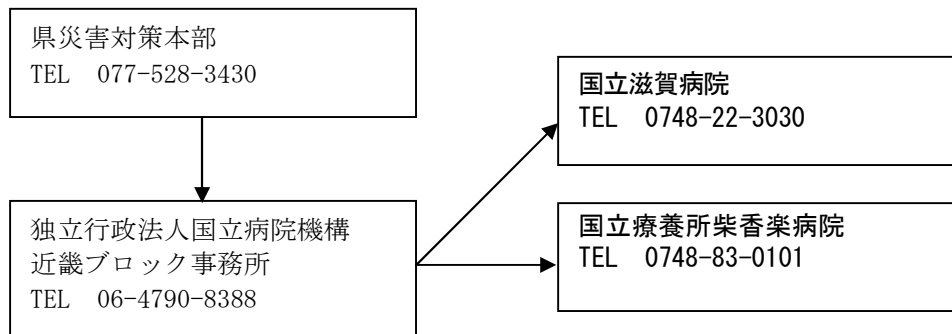 県災害対策本部
TEL　077-528-3430
独立行政法人国立病院機構
近畿ブロック事務所
TEL　06-4790-8388
国立滋賀病院
TEL　0748-22-3030
国立療養所柴香楽病院
TEL　0748-83-0101